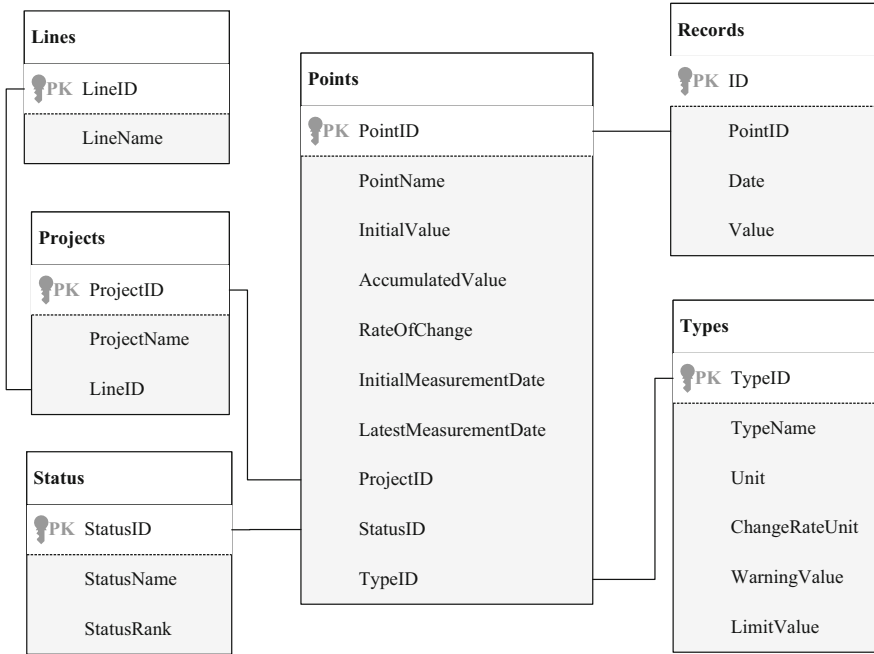 Lines
PK LineID
LineName
Projects
PK ProjectID
ProjectName
LineID
Status
PK StatusID
StatusName
StatusRank
Points
PK PointID
PointName
InitialValue
AccumulatedValue
RateOfChange
InitialMeasurementDate
LatestMeasurementDate
ProjectID
StatusID
TypeID
Records
PK ID
PointID
Date
Value
Types
PK TypeID
TypeName
Unit
ChangeRateUnit
WarningValue
LimitValue